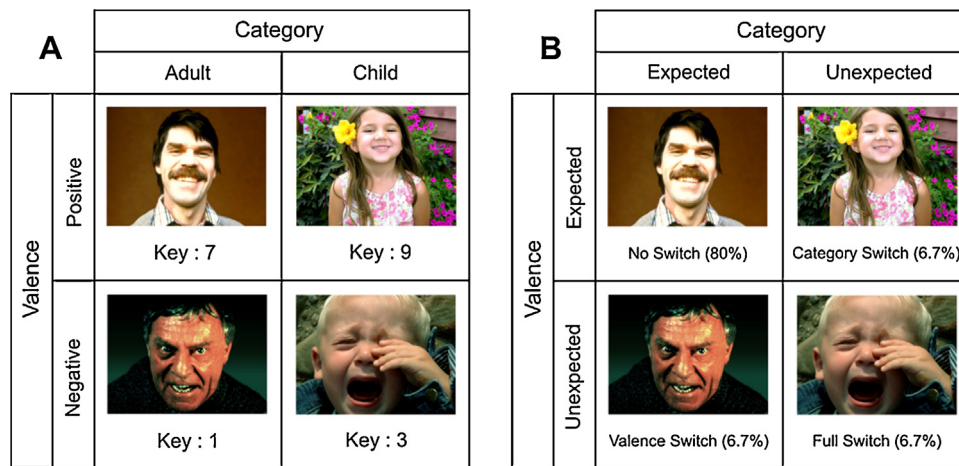 A
Category
Adult
Child
Valence
Positive
Key : 7
Key : 9
Negative
Key : 1
Key : 3
B
Category
Expected
Unexpected
Valence
Expected
No Switch (80%)
Category Switch (6.7%)
Unexpected
Valence Switch (6.7%)
Full Switch (6.7%)